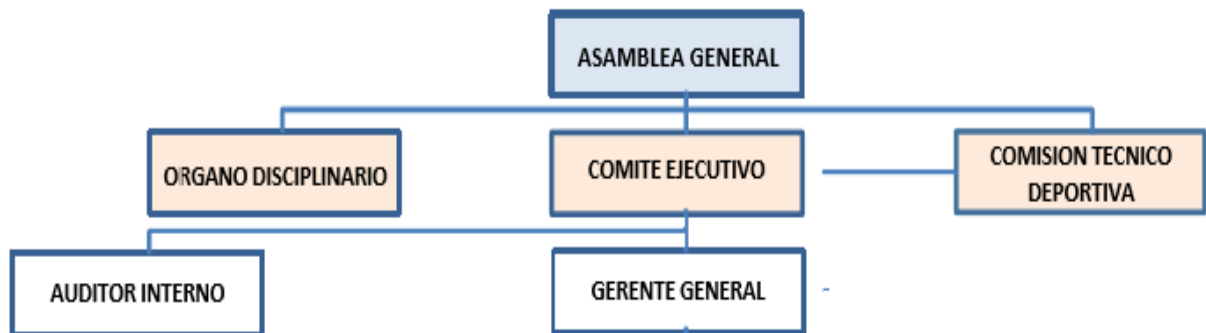 ASAMBLEA GENERAL
ORGANO DISCIPLINARIO
COMITE EJECUTIVO
COMISION TECNICO
DEPORTIVA
AUDITOR INTERNO
GERENTE GENERAL